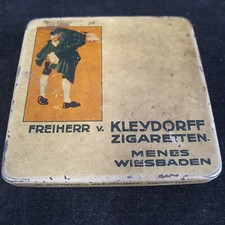 FREIHERR v. KLEYDORFF
ZIGARETTEN.
MENES
WIESBADEN